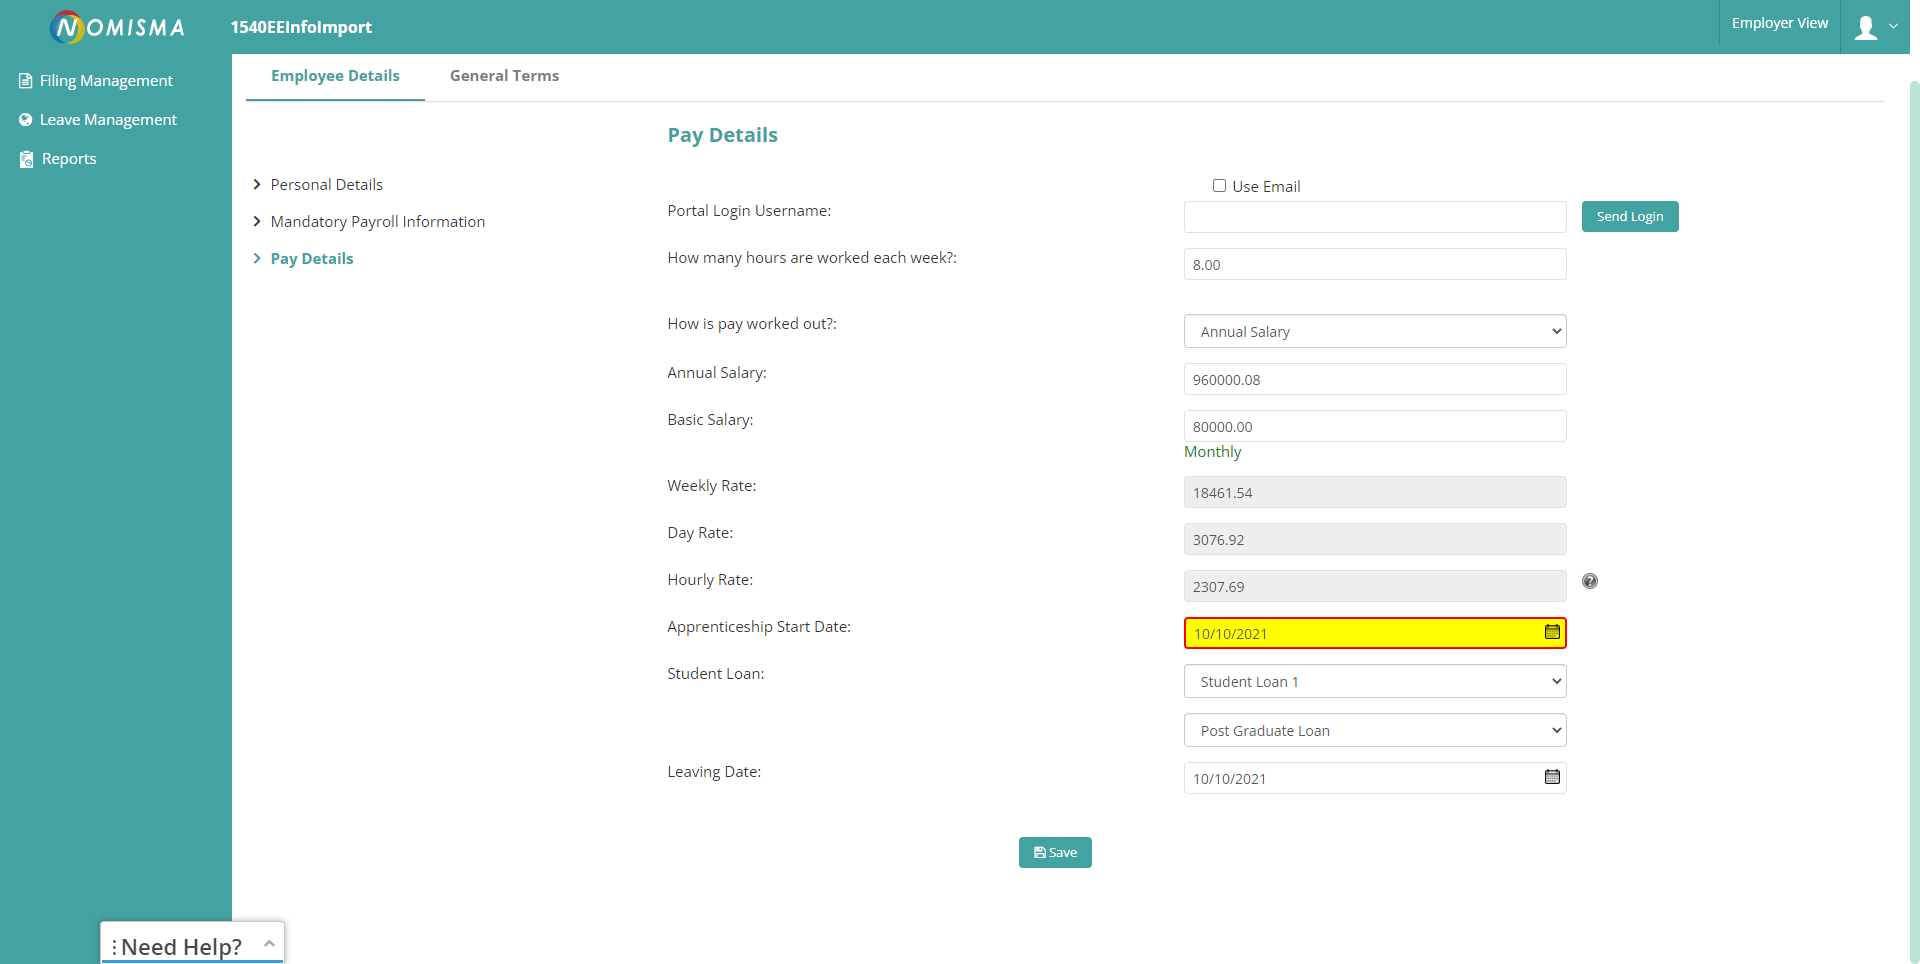 NOMISMA
1540EEInfoImport
Employer View
Filing Management
Leave Management
Reports
Employee Details
General Terms
Pay Details
Personal Details
Mandatory Payroll Information
Pay Details
Use Email
Portal Login Username:
Send Login
How many hours are worked each week?:
8.00
How is pay worked out?:
Annual Salary
Annual Salary:
960000.08
Basic Salary:
80000.00
Monthly
Weekly Rate:
18461.54
Day Rate:
3076.92
Hourly Rate:
2307.69
?
Apprenticeship Start Date:
10/10/2021
Student Loan:
Student Loan 1
Post Graduate Loan
Leaving Date:
10/10/2021
Save
Need Help?